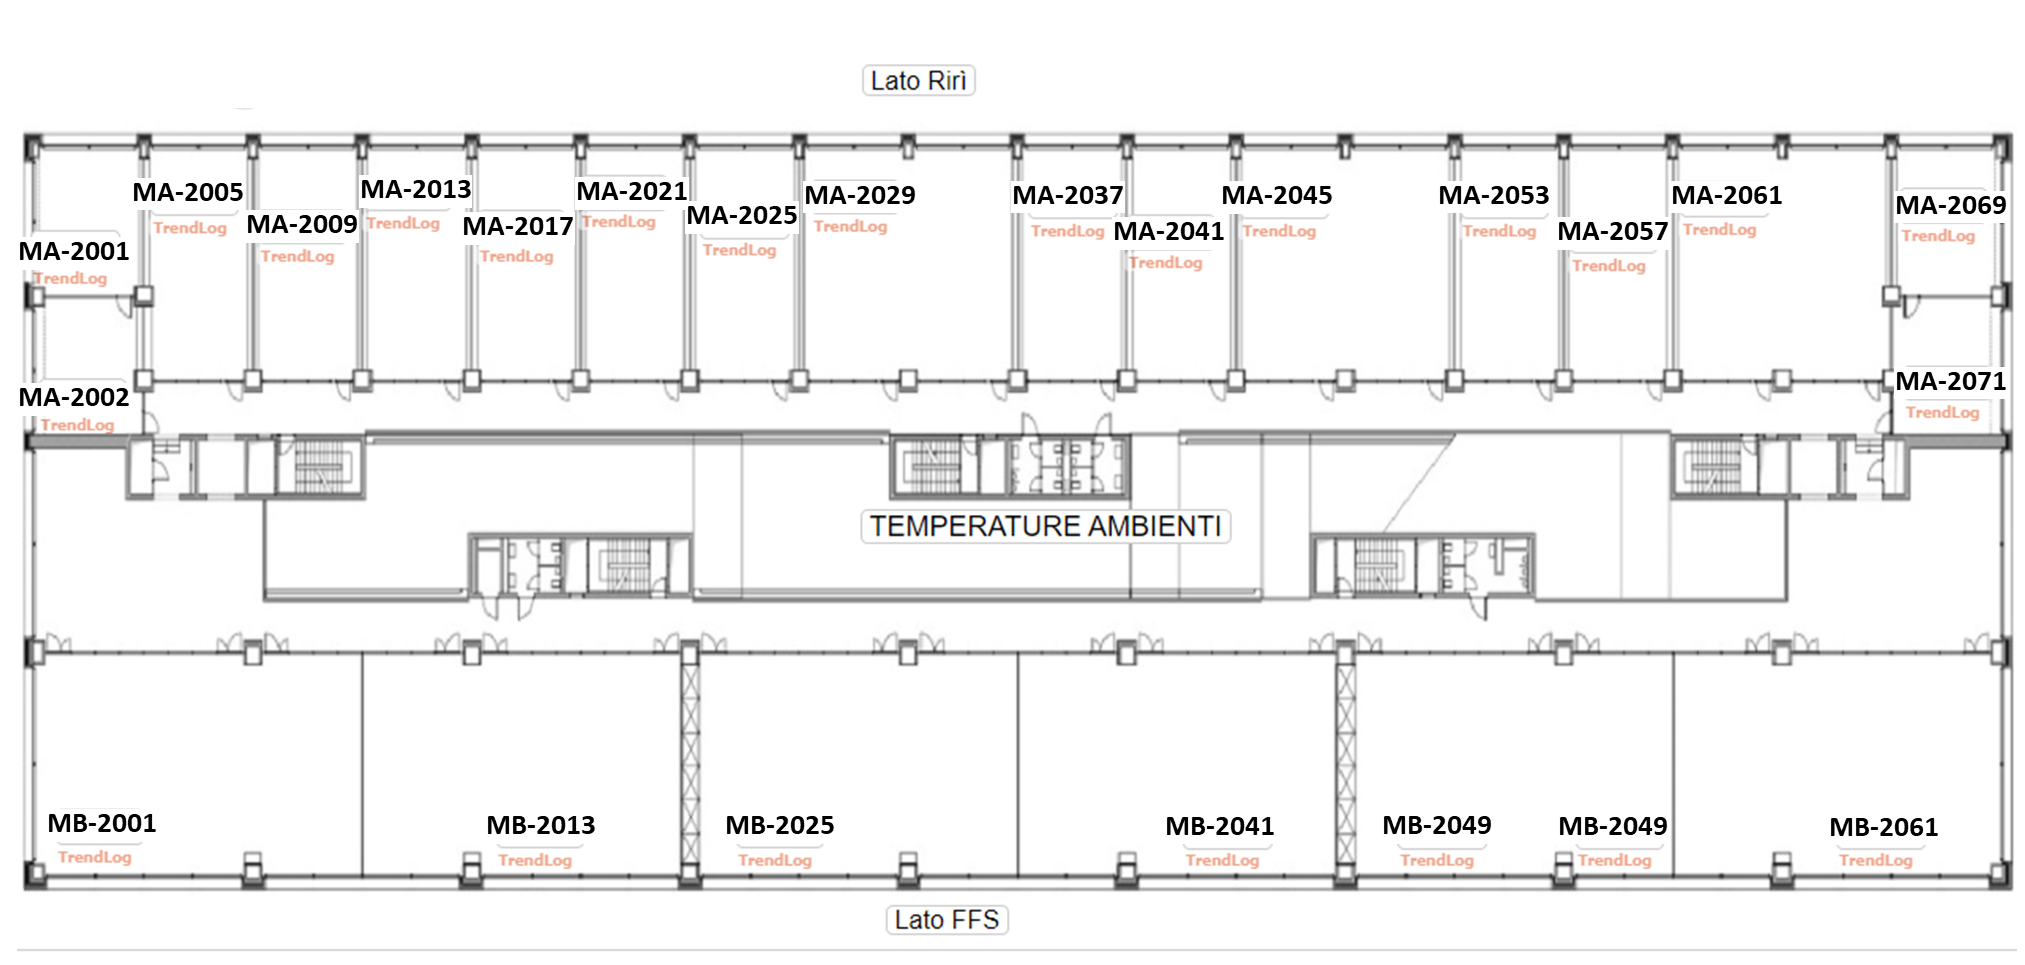 Lato Rirì
MA-2001
TrendLog
MA-2005
TrendLog
MA-2009
TrendLog
MA-2013
TrendLog
MA-2017
TrendLog
MA-2021
TrendLog
MA-2025
TrendLog
MA-2029
TrendLog
MA-2037
TrendLog
MA-2041
TrendLog
MA-2045
TrendLog
MA-2053
TrendLog
MA-2057
TrendLog
MA-2061
TrendLog
MA-2069
TrendLog
MA-2002
TrendLog
MA-2071
TrendLog
TEMPERATURE AMBIENTI
MB-2001
TrendLog
MB-2013
TrendLog
MB-2025
TrendLog
MB-2041
TrendLog
MB-2049
TrendLog
MB-2049
TrendLog
MB-2061
TrendLog
Lato FFS